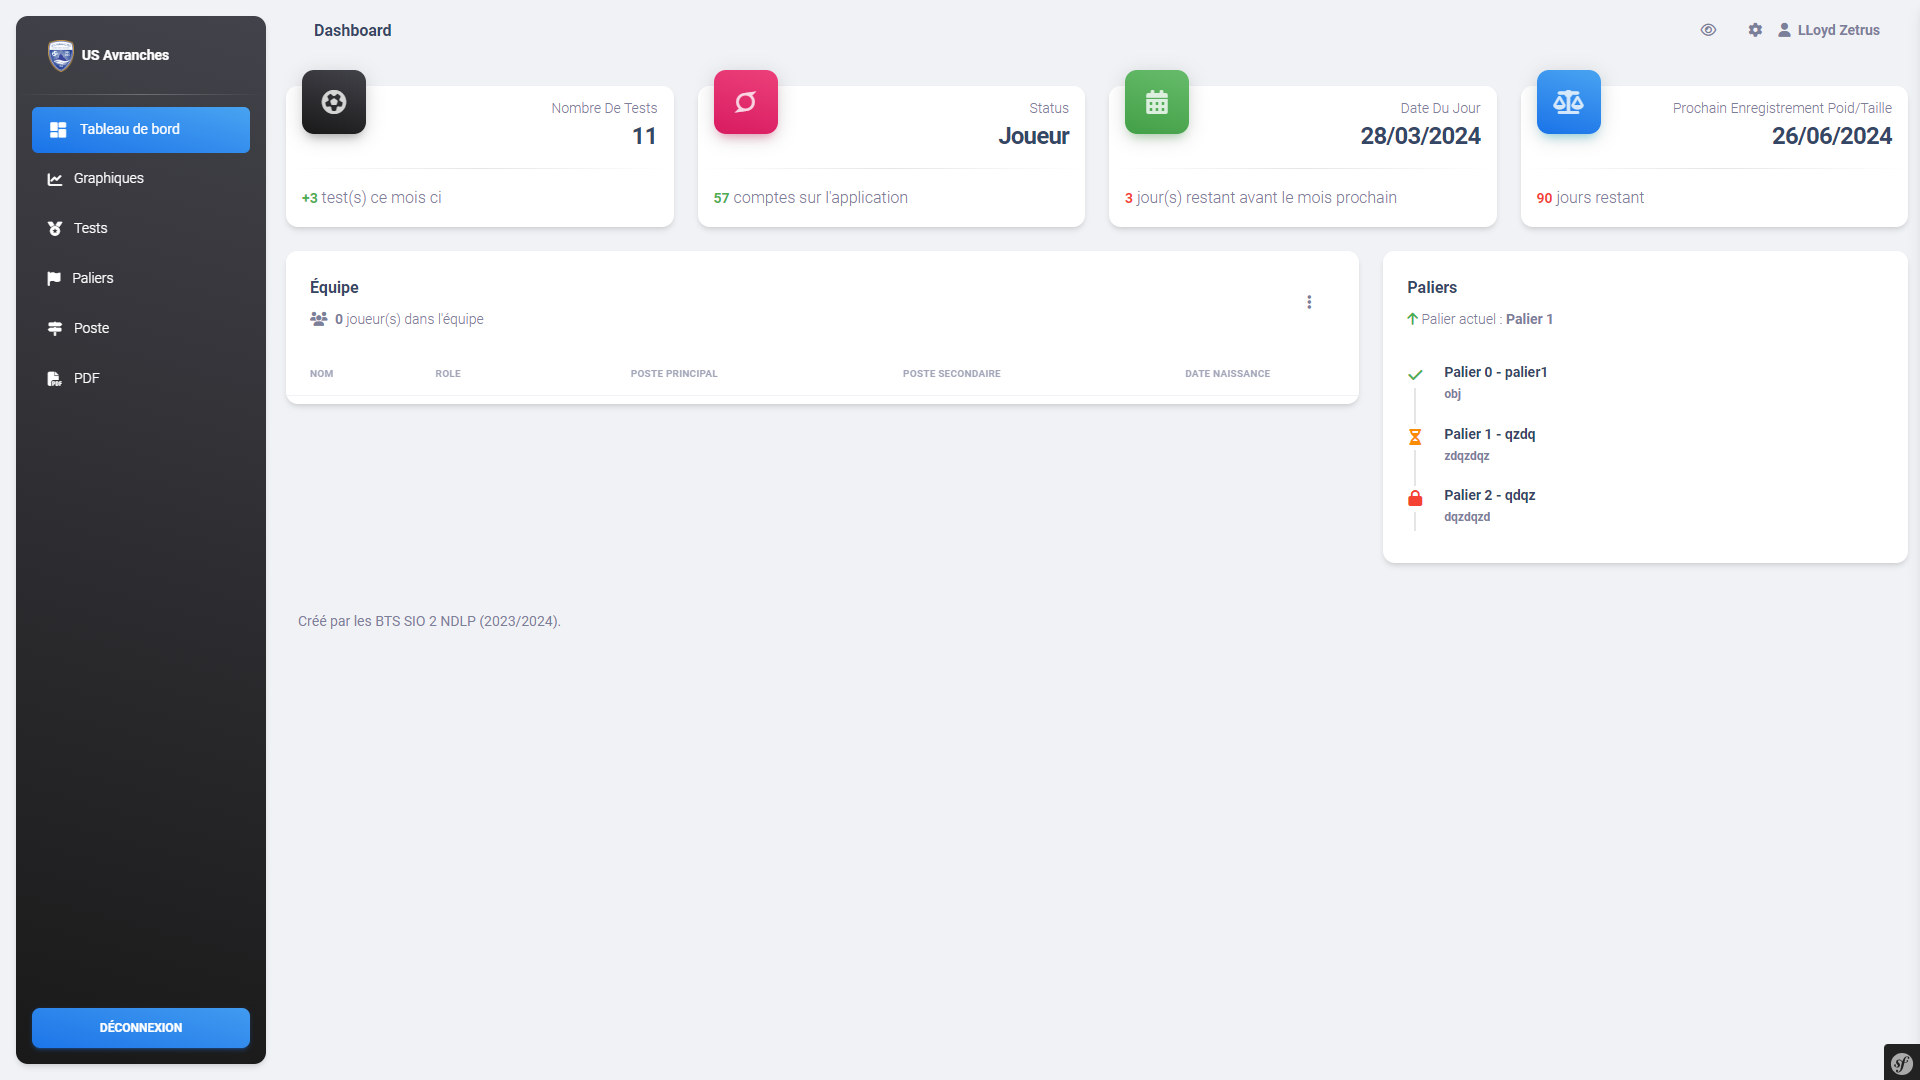 US Avranches
Tableau de bord
Graphiques
Tests
Paliers
Poste
PDF
DÉCONNEXION
Dashboard
LLoyd Zetrus
Nombre De Tests
11
+3 test(s) ce mois ci
Status
Joueur
57 comptes sur l'application
Date Du Jour
28/03/2024
3 jour(s) restant avant le mois prochain
Prochain Enregistrement Poid/Taille
26/06/2024
90 jours restant
Équipe
0 joueur(s) dans l'équipe
NOM ROLE POSTE PRINCIPAL POSTE SECONDAIRE DATE NAISSANCE
Paliers
Palier actuel : Palier 1
Palier 0 - palier1
obj
Palier 1 - qzdq
zdqzdqz
Palier 2 - qdqz
dqzdqzd
Créé par les BTS SIO 2 NDLP (2023/2024).
sf